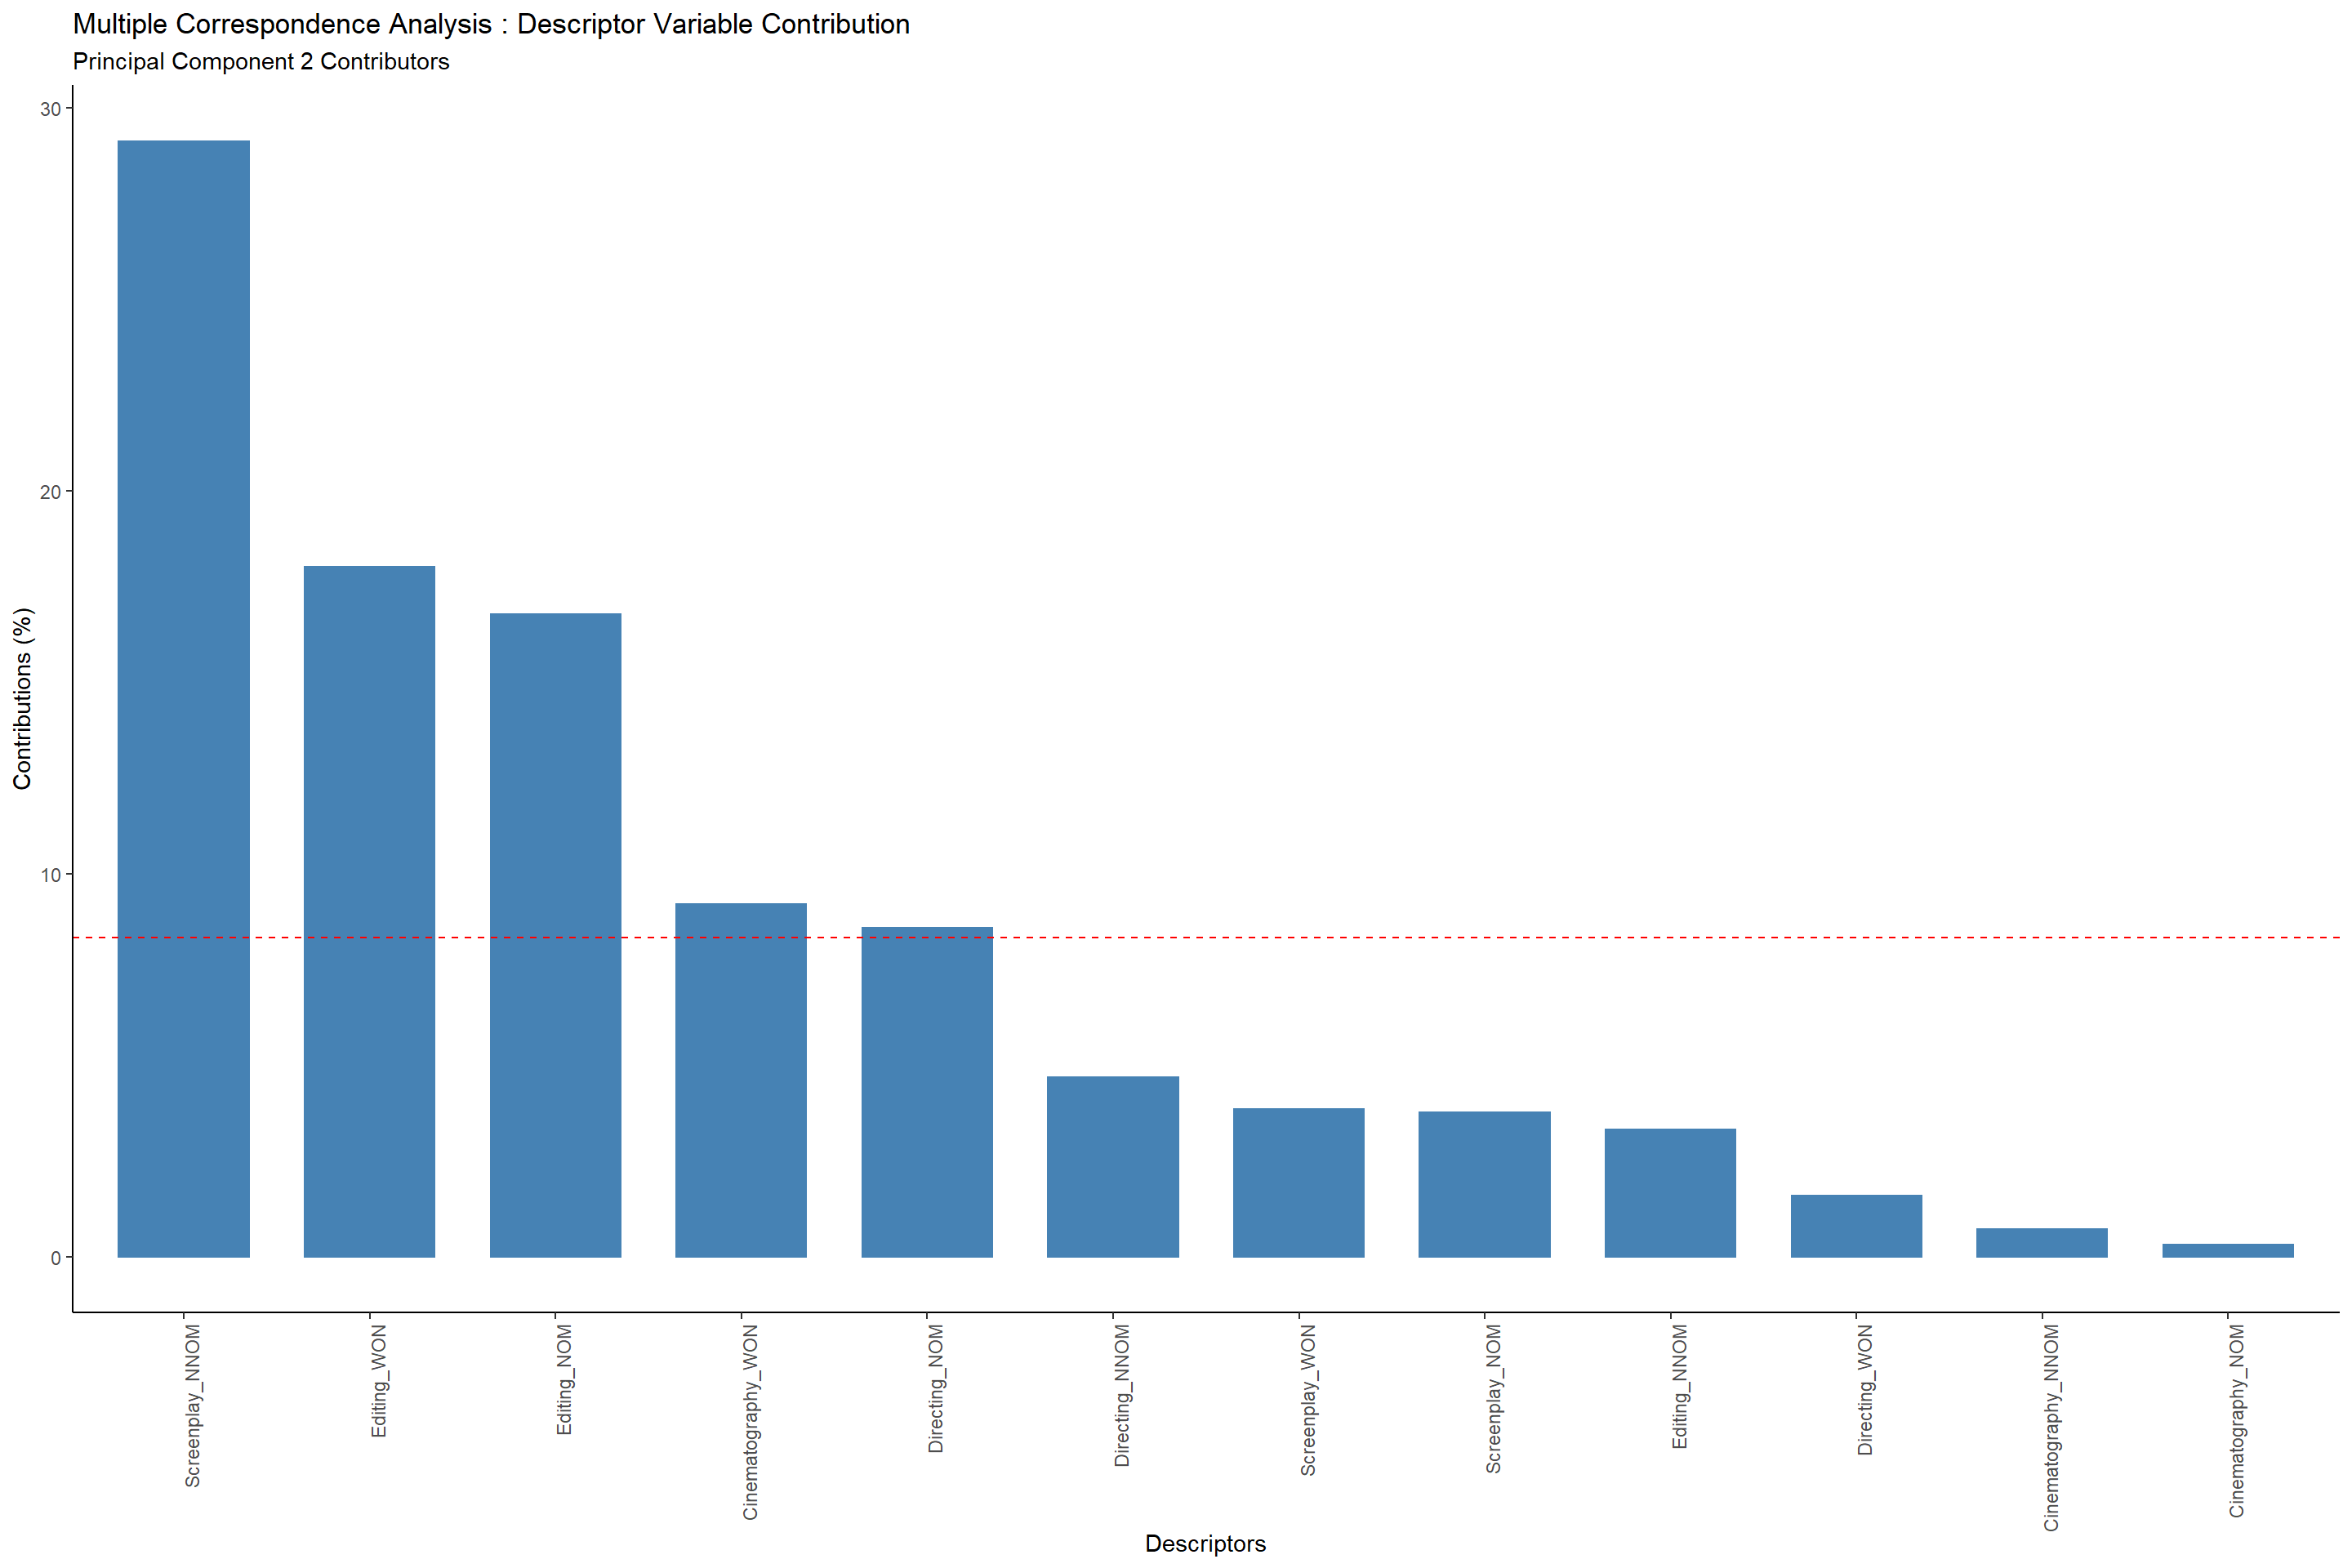 Multiple Correspondence Analysis : Descriptor Variable Contribution
Principal Component 2 Contributors
Contributions (%)
30
20
10
0
Screenplay_NNOM
Editing_WON
Editing_NOM
Cinematography_WON
Directing_NOM
Directing_NNOM
Screenplay_WON
Screenplay_NOM
Editing_NNOM
Directing_WON
Cinematography_NNOM
Cinematography_NOM
Descriptors